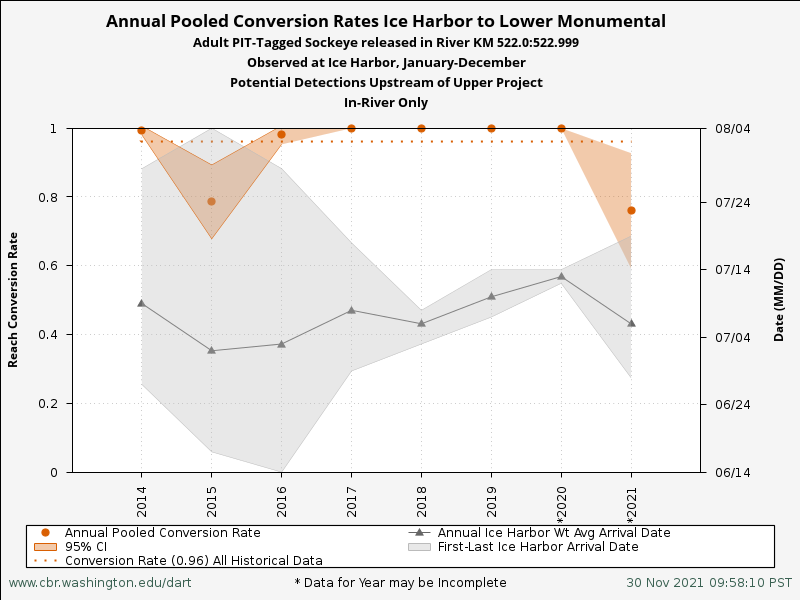 Annual Pooled Conversion Rates Ice Harbor to Lower Monumental
Adult PIT-Tagged Sockeye released in River KM 522.0:522.999
Observed at Ice Harbor, January-December
Potential Detections Upstream of Upper Project
In-River Only
1
0.8
0.6
0.4
0.2
0
Reach Conversion Rate
08/04
07/24
07/14
07/04
06/24
06/14
Date (MM/DD)
2014
2015
2016
2017
2018
2019
*2020
*2021
Annual Pooled Conversion Rate
95% CI
Conversion Rate (0.96) All Historical Data
Annual Ice Harbor Wt Avg Arrival Date
First-Last Ice Harbor Arrival Date
www.cbr.washington.edu/dart
* Data for Year may be Incomplete
30 Nov 2021 09:58:10 PST